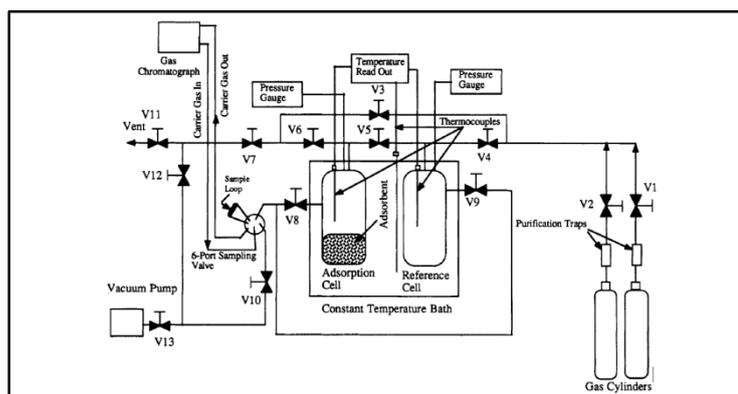 Gas
Chromatograph
Carrier Gas In
Carrier Gas Out
Temperature
Read Out
Pressure
Gauge
Pressure
Gauge
V3
V11
V6
V5
Thermocouples
Vent
V7
V4
V12
Sample
Loop
V8
V9
V2
V1
Adsorbent
6-Port Sampling
Valve
Purification Traps
Adsorption
Cell
Reference
Cell
V10
Vacuum Pump
Constant Temperature Bath
V13
Gas Cylinders